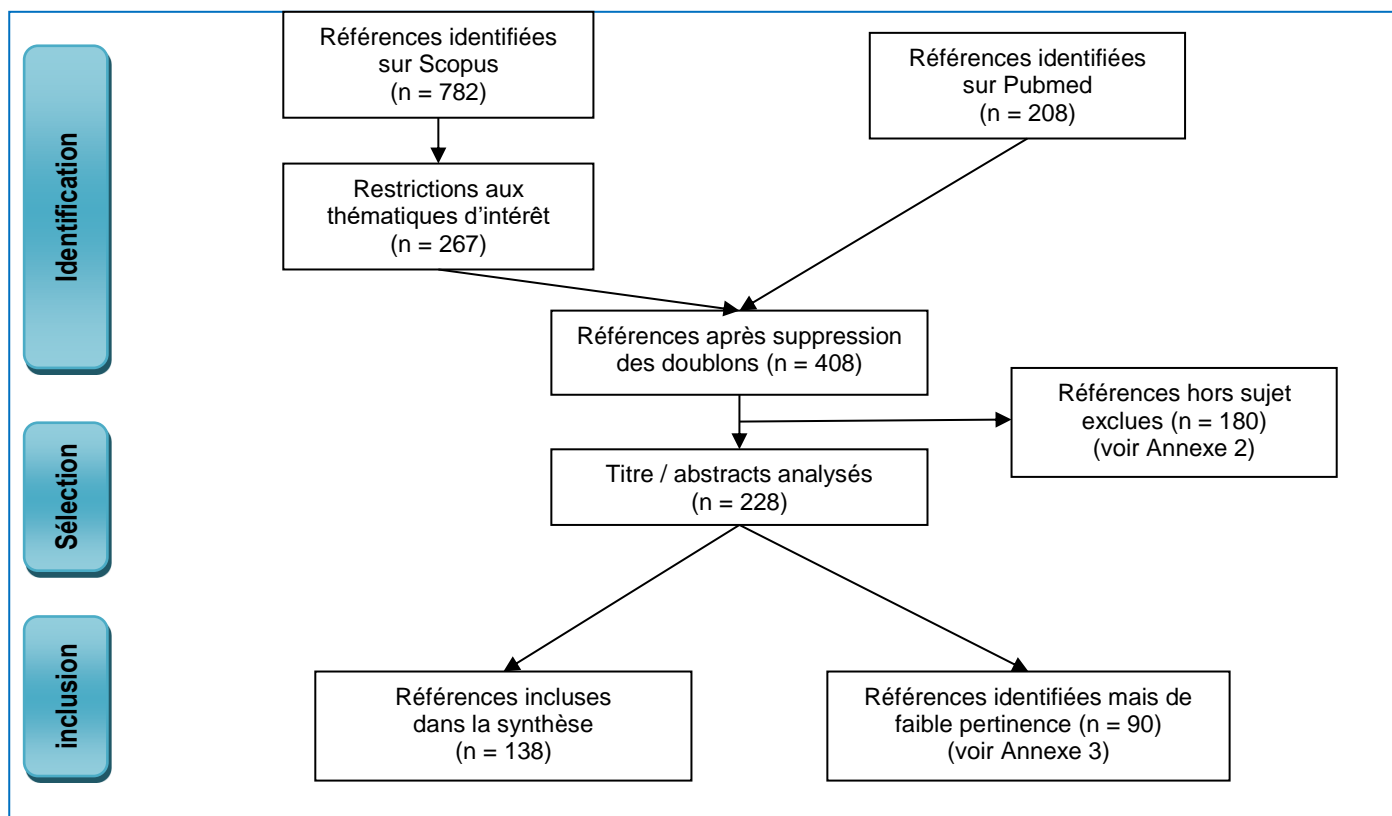 Identification
Références identifiées
sur Scopus
(n = 782)
Références identifiées
sur Pubmed
(n = 208)
Restrictions aux
thématiques d’intérêt
(n = 267)
Références après suppression
des doublons (n = 408)
Références hors sujet
exclues (n = 180)
(voir Annexe 2)
Sélection
Titre / abstracts analysés
(n = 228)
inclusion
Références incluses
dans la synthèse
(n = 138)
Références identifiées mais de
faible pertinence (n = 90)
(voir Annexe 3)